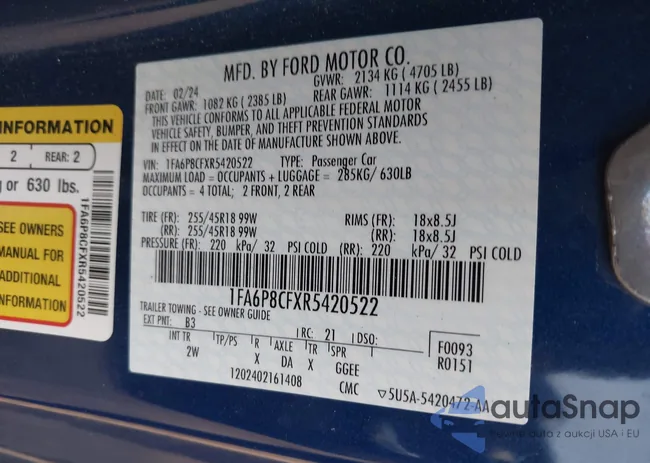 MFD. BY FORD MOTOR CO.
DATE: 02/24 GVWR: 2134 KG ( 4705 LB)
FRONT GAWR: 1082 KG ( 2385 LB) REAR GAWR: 1114 KG ( 2455 LB)
THIS VEHICLE CONFORMS TO ALL APPLICABLE FEDERAL MOTOR
VEHICLE SAFETY, BUMPER, AND THEFT PREVENTION STANDARDS
IN EFFECT ON THE DATE OF MANUFACTURE SHOWN ABOVE.
VIN: 1FA6P8CFXR5420522 TYPE: Passenger Car
MAXIMUM LOAD = OCCUPANTS + LUGGAGE = 285KG/ 630LB
OCCUPANTS = 4 TOTAL; 2 FRONT, 2 REAR
TIRE (FR): 255/45R18 99W RIMS (FR): 18x8.5J
(RR): 255/45R18 99W (RR): 18x8.5J
PRESSURE (FR): 220 kPa/ 32 PSI COLD (RR): 220 kPa/ 32 PSI COLD
1FA6P8CFXR5420522
TRAILER TOWING - SEE OWNER GUIDE
EXT PNT: B3 RC: 21 DSO: F0093
INT TR TP/PS R AXLE TR SPR R0151
2W X DA X GGEE
1202402161408 CMC 5U5A-5420472-AA
INFORMATION
2 REAR: 2
or 630 lbs.
SEE OWNERS
MANUAL FOR
ADDITIONAL
INFORMATION
1FA6P8CFXR5420522
autaSnap
auta z aukcji USA i EU